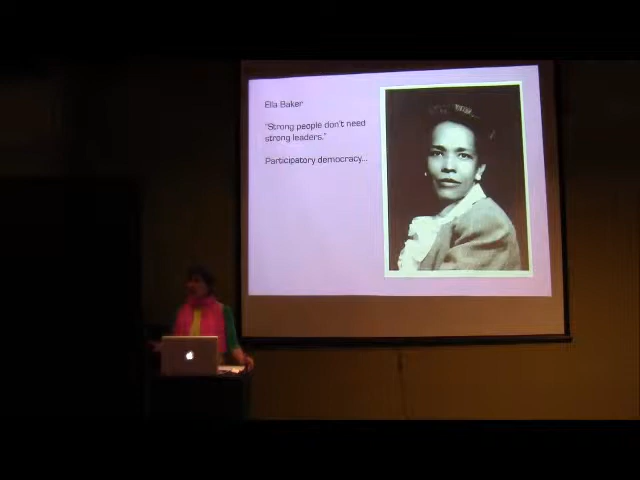 Ella Baker
"Strong people don't need
strong leaders."
Participatory democracy...